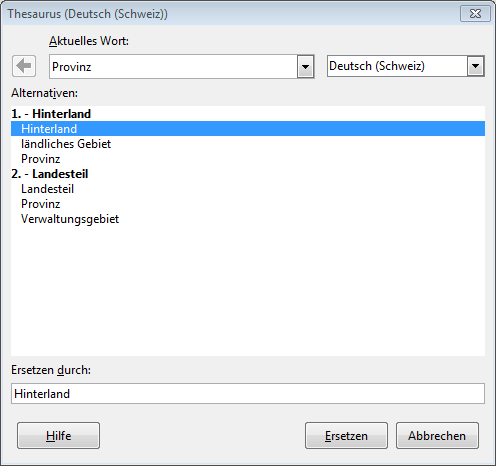 Thesaurus (Deutsch (Schweiz))
Aktuelles Wort:
Provinz Deutsch (Schweiz)
Alternativen:
1. - Hinterland
Hinterland
ländliches Gebiet
Provinz
2. - Landesteil
Landesteil
Provinz
Verwaltungsgebiet
Ersetzen durch:
Hinterland
Hilfe Ersetzen Abbrechen